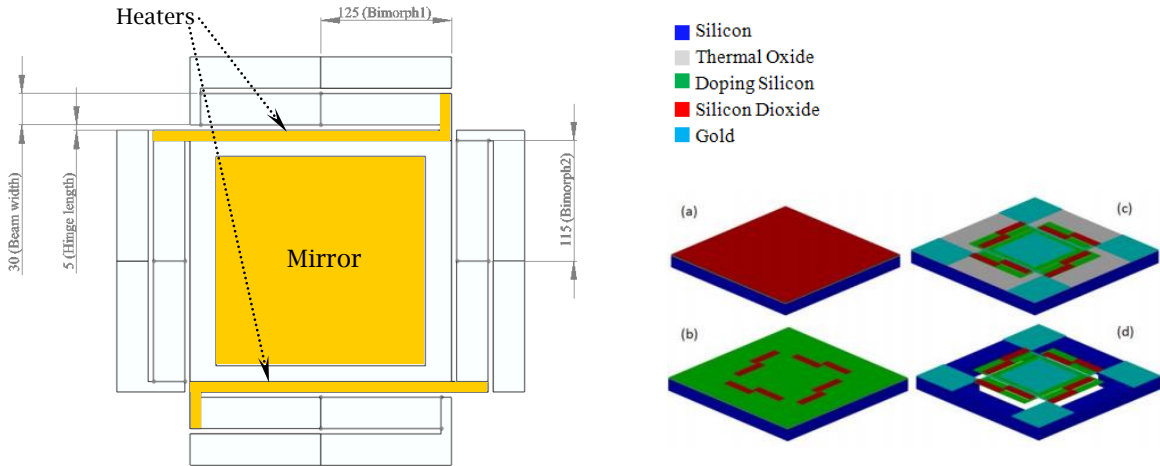 Heaters
125 (Bimorph1)
30 (Beam width)
5 (Hinge length)
115 (Bimorph2)
Mirror
Silicon
Thermal Oxide
Doping Silicon
Silicon Dioxide
Gold
(a)
(c)
(b)
(d)